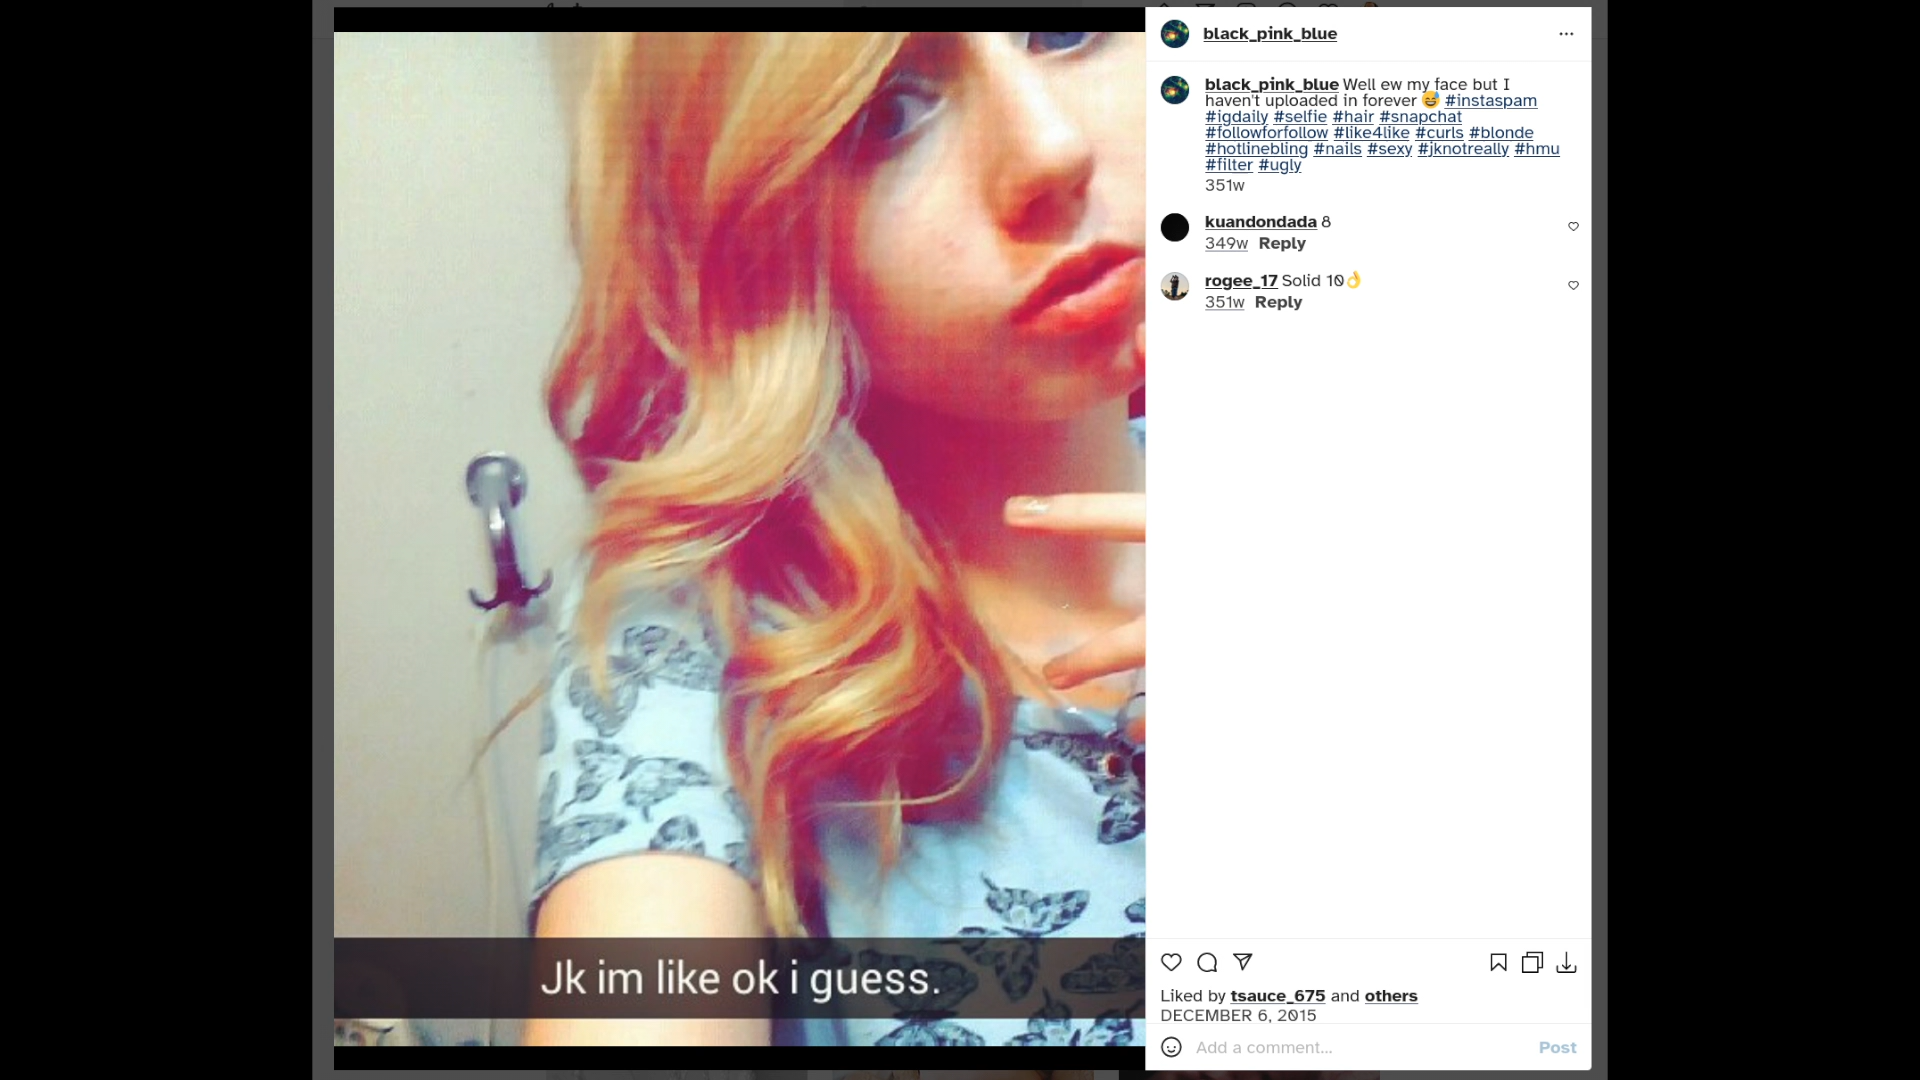 Jk im like ok i guess.
black_pink_blue
black_pink_blue Well ew my face but I
haven't uploaded in forever 😅 #instaspam
#igdaily #selfie #hair #snapchat
#followforfollow #like4like #curls #blonde
#hotlinebling #nails #sexy #jknotreally #hmu
#filter #ugly
351w
kuandondada 8
349w Reply
rogee_17 Solid 10👌
351w Reply
Liked by tsauce_675 and others
DECEMBER 6, 2015
Add a comment...
Post